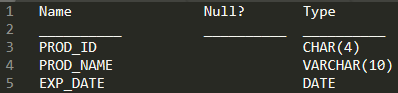 1 Name Null? Type
2 __________ __________ __________
3 PROD_ID CHAR(4)
4 PROD_NAME VARCHAR(10)
5 EXP_DATE DATE